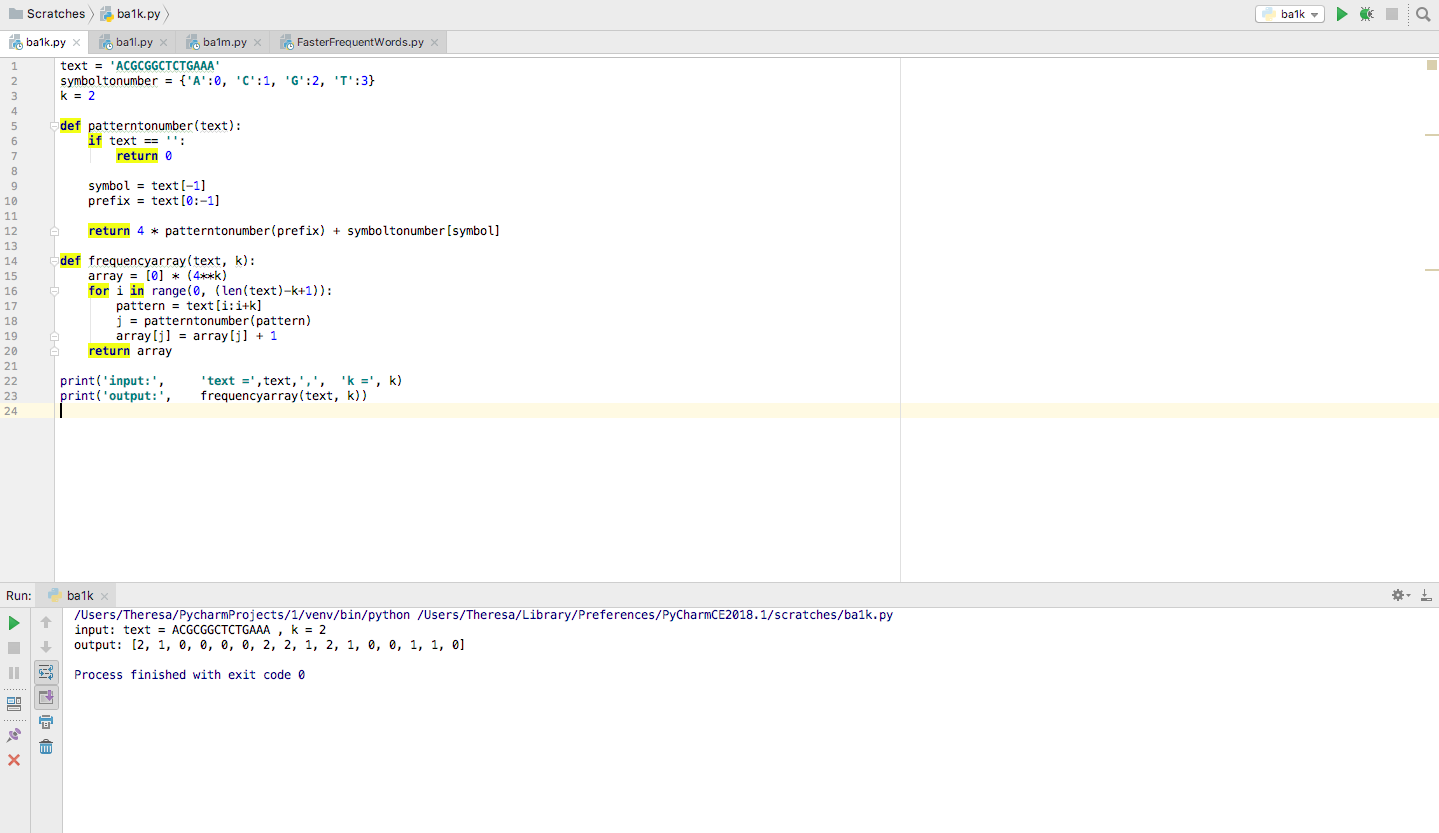 Scratches ba1k.py ba1k
ba1k.py ba1l.py ba1m.py FasterFrequentWords.py
1 text = 'ACGCGGCTCTGAAA'
2 symboltonumber = {'A':0, 'C':1, 'G':2, 'T':3}
3 k = 2
4
5 def patterntonumber(text):
6 if text == '':
7 return 0
8
9 symbol = text[-1]
10 prefix = text[0:-1]
11
12 return 4 * patterntonumber(prefix) + symboltonumber[symbol]
13
14 def frequencyarray(text, k):
15 array = [0] * (4**k)
16 for i in range(0, (len(text)-k+1)):
17 pattern = text[i:i+k]
18 j = patterntonumber(pattern)
19 array[j] = array[j] + 1
20 return array
21
22 print('input:', 'text =',text,',', 'k =', k)
23 print('output:', frequencyarray(text, k))
24
Run: ba1k
/Users/Theresa/PycharmProjects/1/venv/bin/python /Users/Theresa/Library/Preferences/PyCharmCE2018.1/scratches/ba1k.py
input: text = ACGCGGCTCTGAAA , k = 2
output: [2, 1, 0, 0, 0, 0, 2, 2, 1, 2, 1, 0, 0, 1, 1, 0]
Process finished with exit code 0